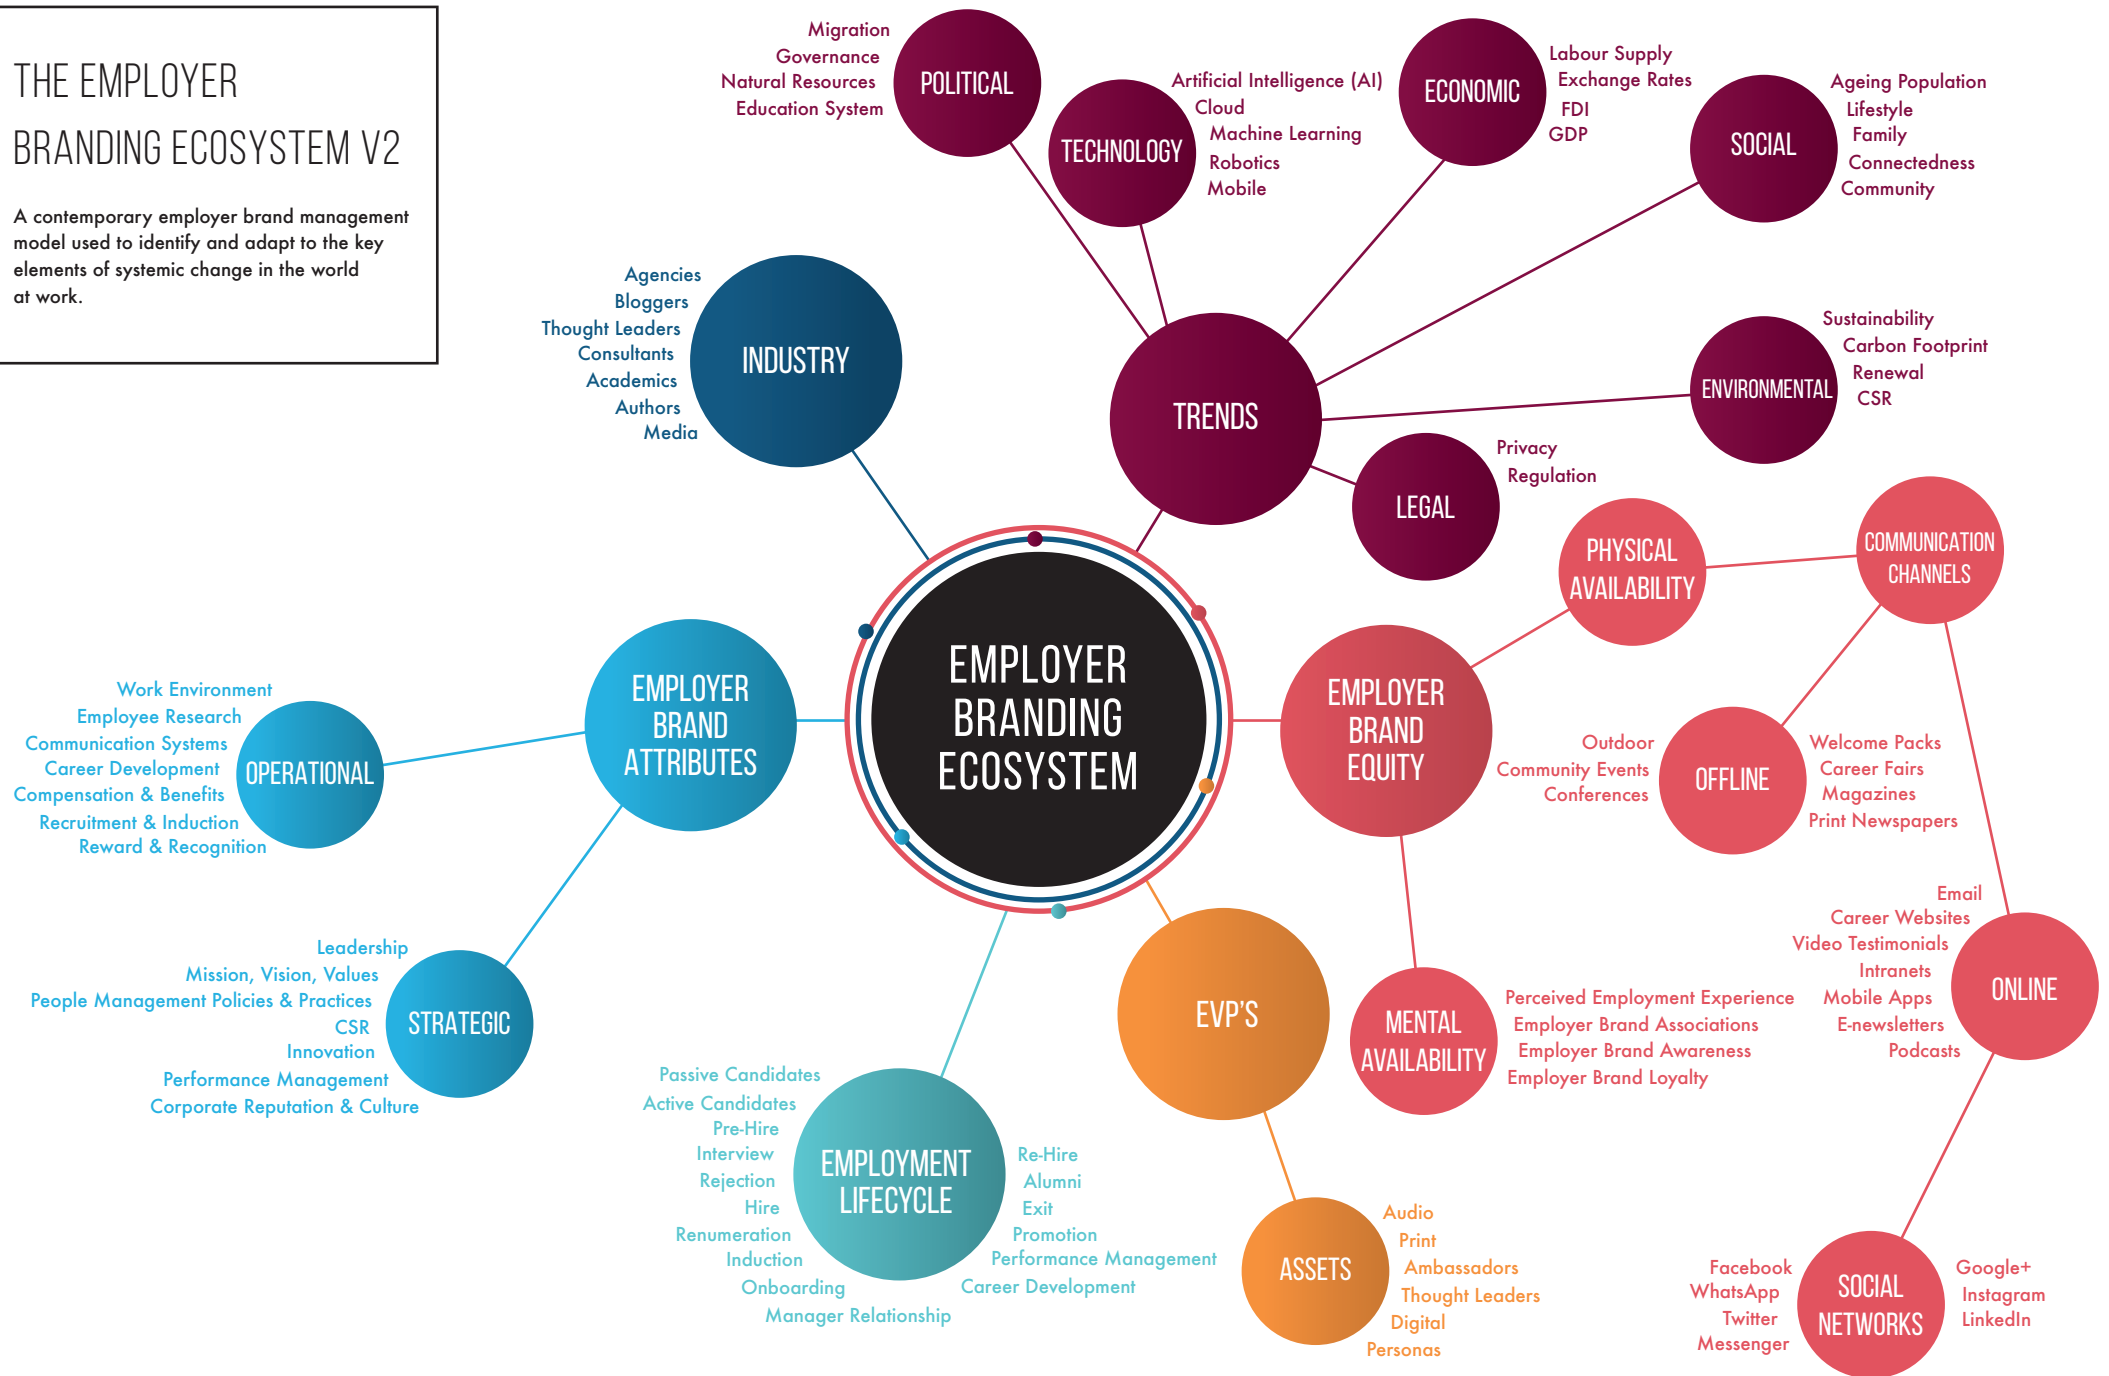 THE EMPLOYER
BRANDING ECOSYSTEM V2
A contemporary employer brand management
model used to identify and adapt to the key
elements of systemic change in the world
at work.
Migration
Governance
Natural Resources
Education System
POLITICAL
TECHNOLOGY
Artificial Intelligence (AI)
Cloud
Machine Learning
Robotics
Mobile
ECONOMIC
Labour Supply
Exchange Rates
FDI
GDP
SOCIAL
Ageing Population
Lifestyle
Family
Connectedness
Community
Agencies
Bloggers
Thought Leaders
Consultants
Academics
Authors
Media
INDUSTRY
TRENDS
ENVIRONMENTAL
Sustainability
Carbon Footprint
Renewal
CSR
LEGAL
Privacy
Regulation
PHYSICAL
AVAILABILITY
COMMUNICATION
CHANNELS
EMPLOYER
BRANDING
ECOSYSTEM
EMPLOYER
BRAND
ATTRIBUTES
EMPLOYER
BRAND
EQUITY
Work Environment
Employee Research
Communication Systems
Career Development
Compensation & Benefits
Recruitment & Induction
Reward & Recognition
OPERATIONAL
Outdoor
Community Events
Conferences
OFFLINE
Welcome Packs
Career Fairs
Magazines
Print Newspapers
Leadership
Mission, Vision, Values
People Management Policies & Practices
CSR
Innovation
Performance Management
Corporate Reputation & Culture
STRATEGIC
EVP'S
MENTAL
AVAILABILITY
Perceived Employment Experience
Employer Brand Associations
Employer Brand Awareness
Employer Brand Loyalty
Email
Career Websites
Video Testimonials
Intranets
Mobile Apps
E-newsletters
Podcasts
ONLINE
Passive Candidates
Active Candidates
Pre-Hire
Interview
Rejection
Hire
Renumeration
Induction
Onboarding
Manager Relationship
EMPLOYMENT
LIFECYCLE
Re-Hire
Alumni
Exit
Promotion
Performance Management
Career Development
ASSETS
Audio
Print
Ambassadors
Thought Leaders
Digital
Personas
Facebook
WhatsApp
Twitter
Messenger
SOCIAL
NETWORKS
Google+
Instagram
LinkedIn